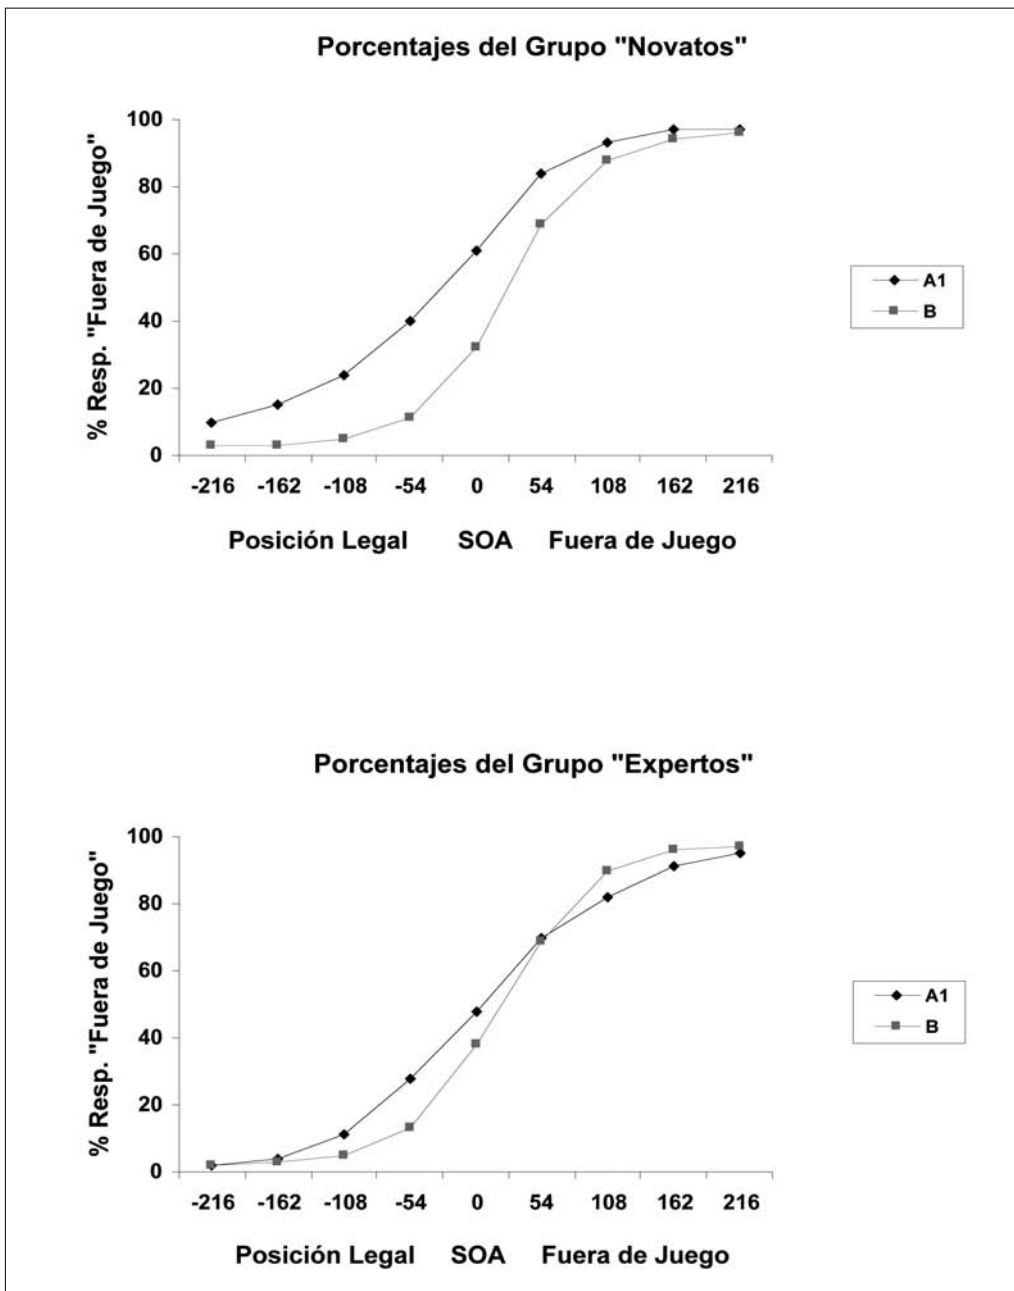 Porcentajes del Grupo "Novatos"
% Resp. "Fuera de Juego"
100
80
60
40
20
0
-216 -162 -108 -54 0 54 108 162 216
Posición Legal SOA Fuera de Juego
A1
B
Porcentajes del Grupo "Expertos"
% Resp. "Fuera de Juego"
100
80
60
40
20
0
-216 -162 -108 -54 0 54 108 162 216
Posición Legal SOA Fuera de Juego
A1
B